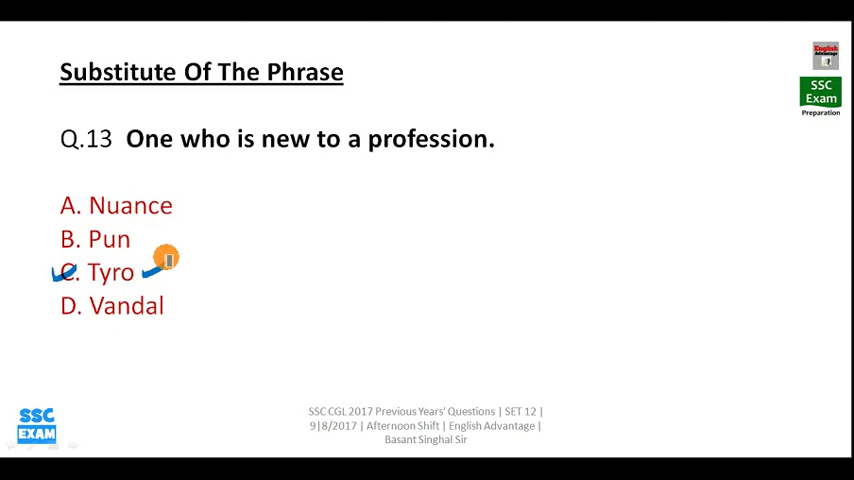 English
Advantage
SSC
Exam
Preparation
Substitute Of The Phrase
Q.13 One who is new to a profession.
A. Nuance
B. Pun
C. Tyro
D. Vandal
SSC
EXAM
SSC CGL 2017 Previous Years' Questions | SET 12 |
9|8/2017 | Afternoon Shift | English Advantage |
Basant Singhal Sir